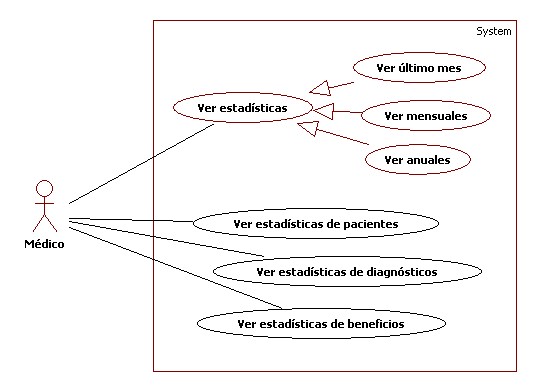 System
Ver último mes
Ver estadísticas
Ver mensuales
Ver anuales
Médico
Ver estadísticas de pacientes
Ver estadísticas de diagnósticos
Ver estadísticas de beneficios